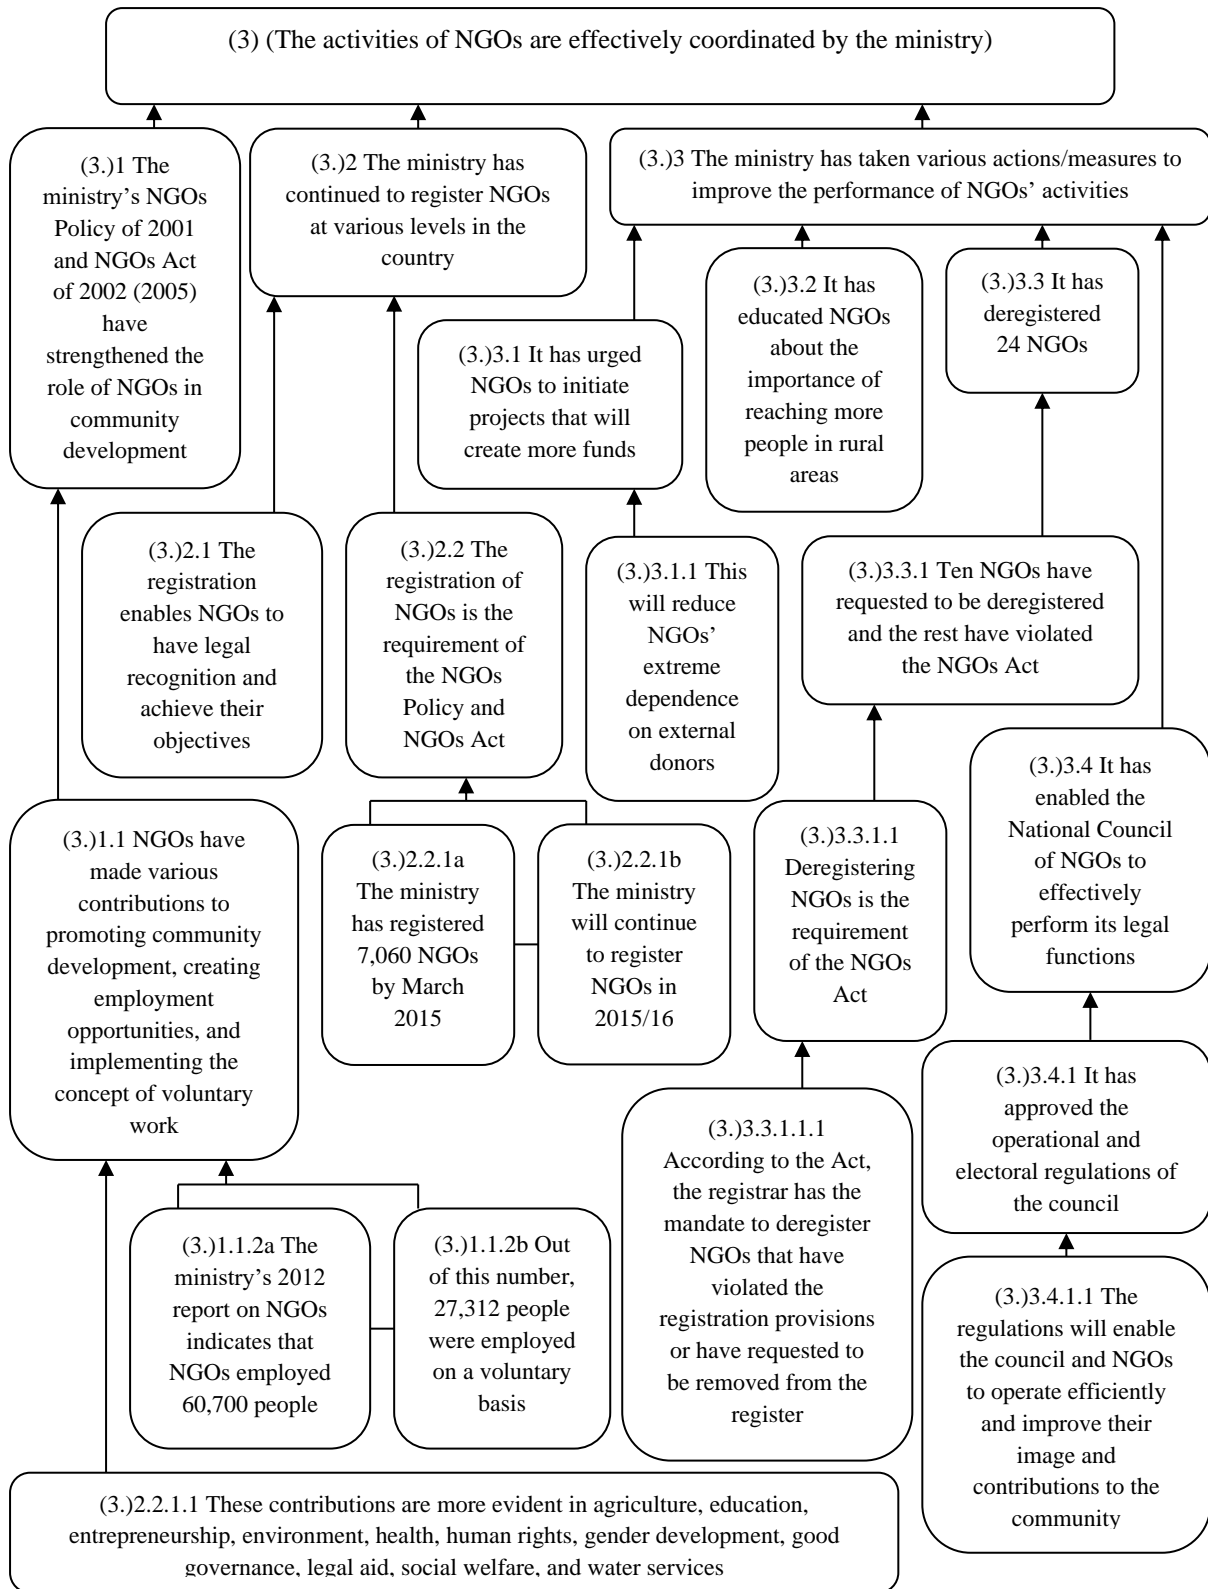 (3) (The activities of NGOs are effectively coordinated by the ministry)
(3.)1 The
ministry’s NGOs
Policy of 2001
and NGOs Act
of 2002 (2005)
have
strengthened the
role of NGOs in
community
development
(3.)2 The ministry has
continued to register NGOs
at various levels in the
country
(3.)3 The ministry has taken various actions/measures to
improve the performance of NGOs’ activities
(3.)3.1 It has urged
NGOs to initiate
projects that will
create more funds
(3.)3.2 It has
educated NGOs
about the
importance of
reaching more
people in rural
areas
(3.)3.3 It has
deregistered
24 NGOs
(3.)2.1 The
registration
enables NGOs to
have legal
recognition and
achieve their
objectives
(3.)2.2 The
registration of
NGOs is the
requirement of
the NGOs
Policy and
NGOs Act
(3.)3.1.1 This
will reduce
NGOs’
extreme
dependence
on external
donors
(3.)3.3.1 Ten NGOs have
requested to be deregistered
and the rest have violated
the NGOs Act
(3.)3.4 It has
enabled the
National Council
of NGOs to
effectively
perform its legal
functions
(3.)1.1 NGOs have
made various
contributions to
promoting community
development, creating
employment
opportunities, and
implementing the
concept of voluntary
work
(3.)2.2.1a
The ministry
has registered
7,060 NGOs
by March
2015
(3.)2.2.1b
The ministry
will continue
to register
NGOs in
2015/16
(3.)3.3.1.1
Deregistering
NGOs is the
requirement
of the NGOs
Act
(3.)3.4.1 It has
approved the
operational and
electoral regulations of
the council
(3.)1.1.2a The
ministry’s 2012
report on NGOs
indicates that
NGOs employed
60,700 people
(3.)1.1.2b Out
of this number,
27,312 people
were employed
on a voluntary
basis
(3.)3.3.1.1.1
According to the Act,
the registrar has the
mandate to deregister
NGOs that have
violated the
registration provisions
or have requested to
be removed from the
register
(3.)3.4.1.1 The
regulations will enable
the council and NGOs
to operate efficiently
and improve their
image and
contributions to the
community
(3.)2.2.1.1 These contributions are more evident in agriculture, education,
entrepreneurship, environment, health, human rights, gender development, good
governance, legal aid, social welfare, and water services